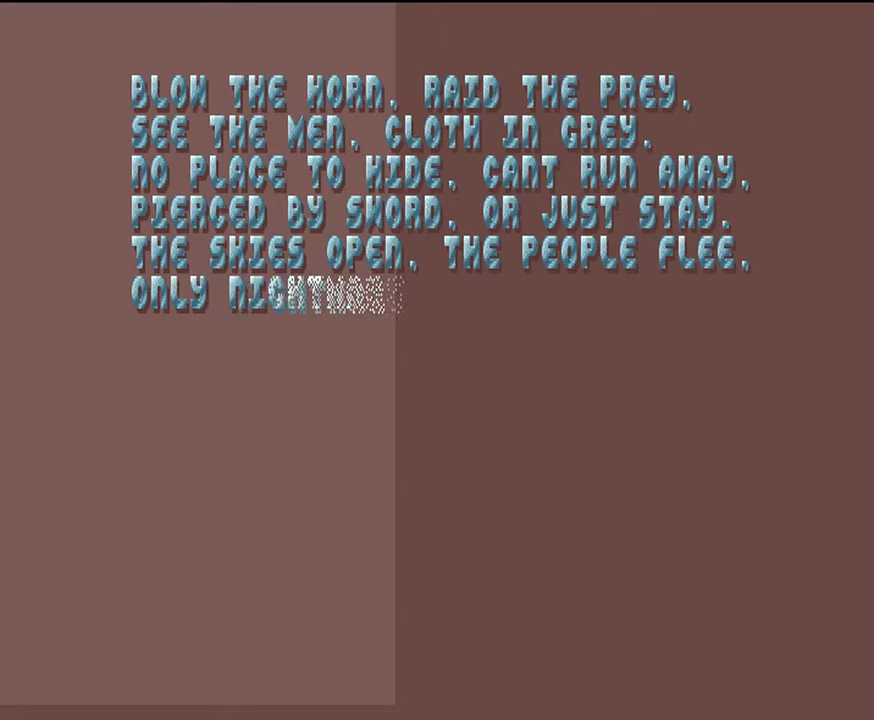 BLOW THE HORN. RAID THE PREY.
SEE THE MEN. CLOTH IN GREY.
NO PLACE TO HIDE. CANT RUN AWAY.
PIERCED BY SWORD. OR JUST STAY.
THE SKIES OPEN. THE PEOPLE FLEE.
ONLY